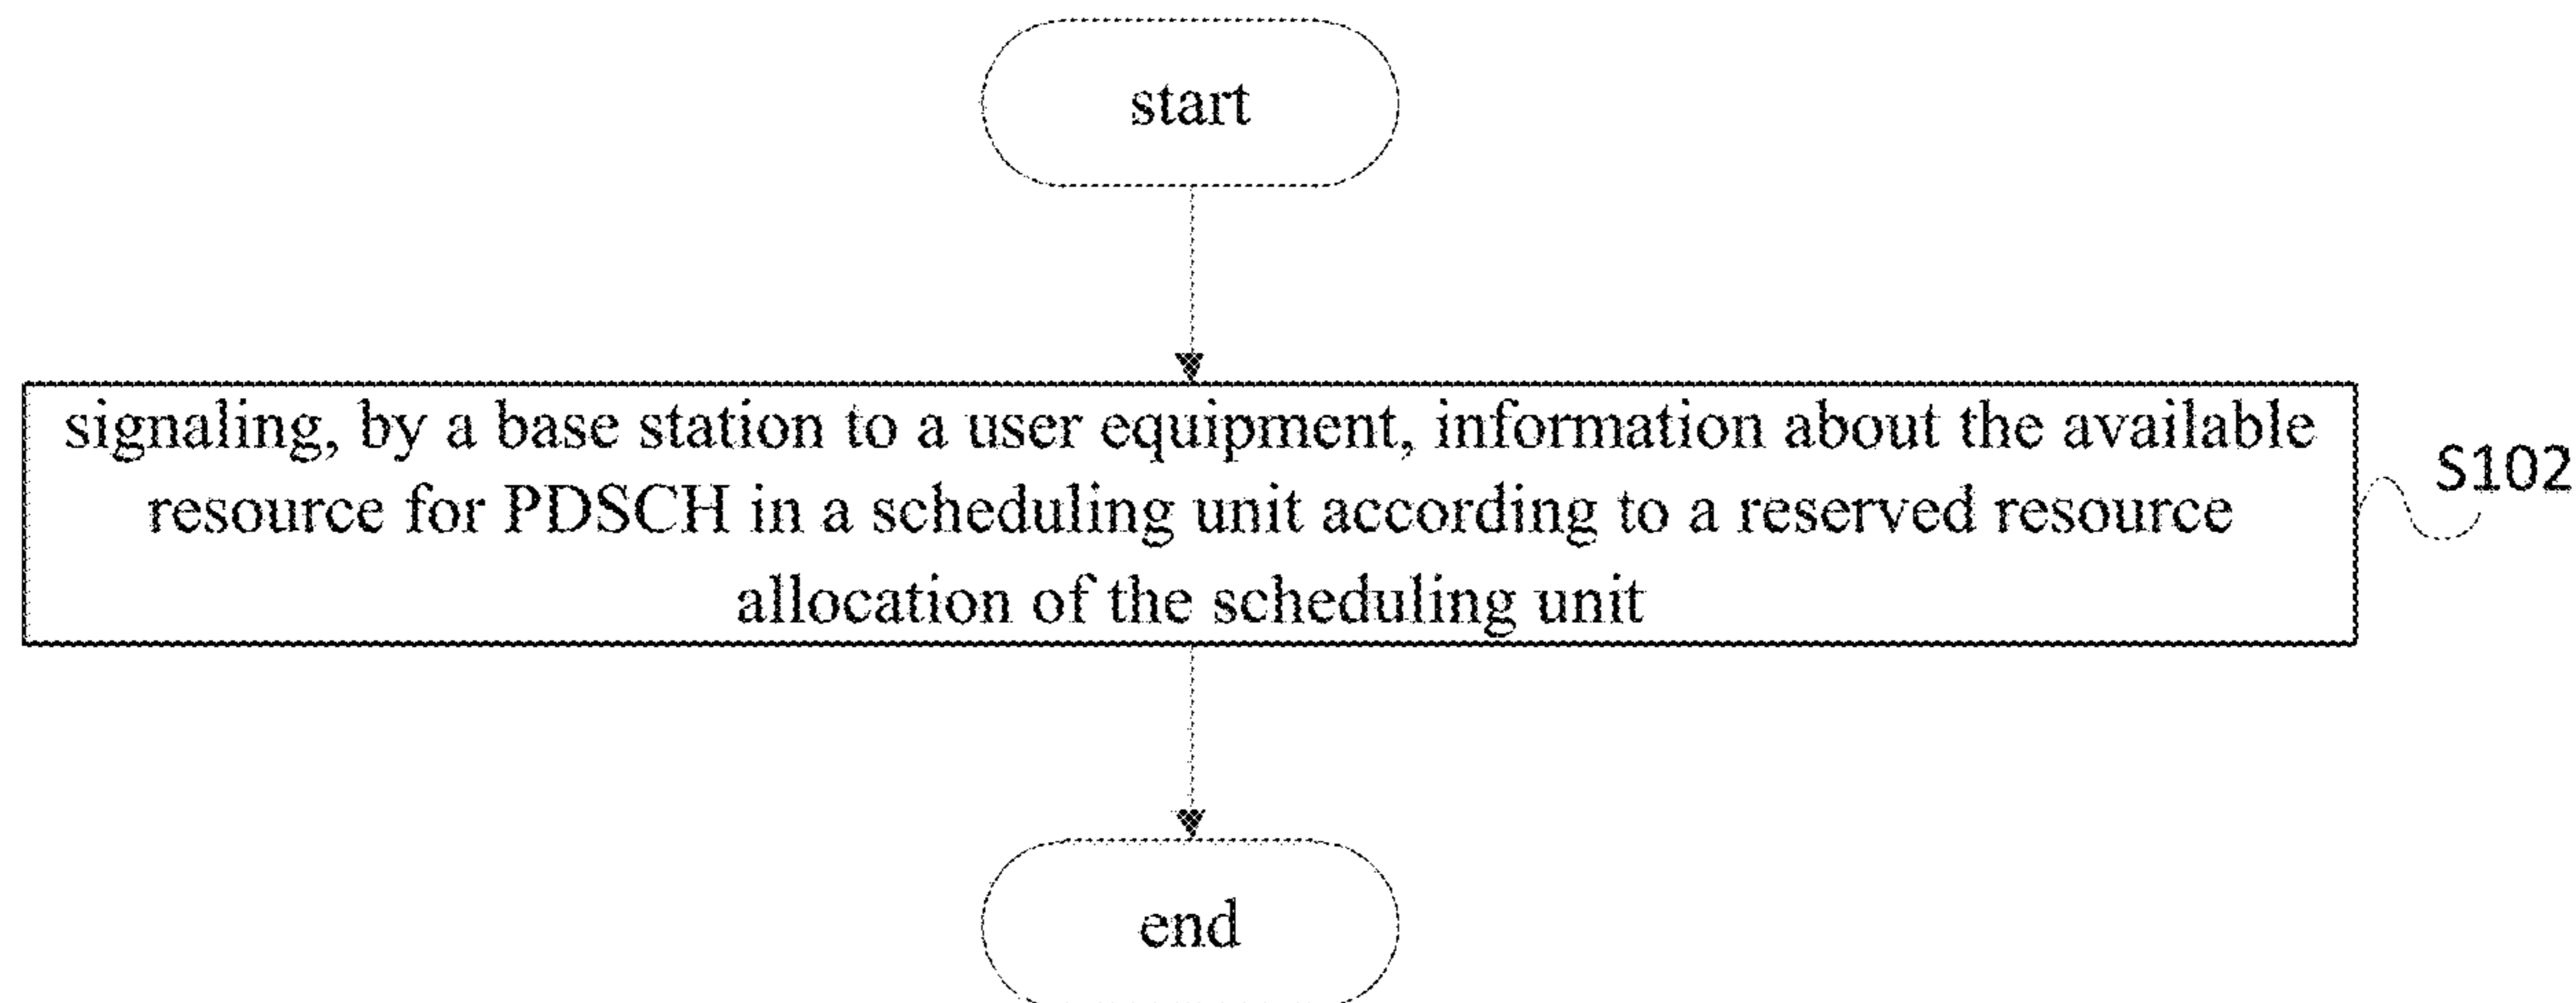 start
signaling, by a base station to a user equipment, information about the available
resource for PDSCH in a scheduling unit according to a reserved resource
allocation of the scheduling unit
S102
end